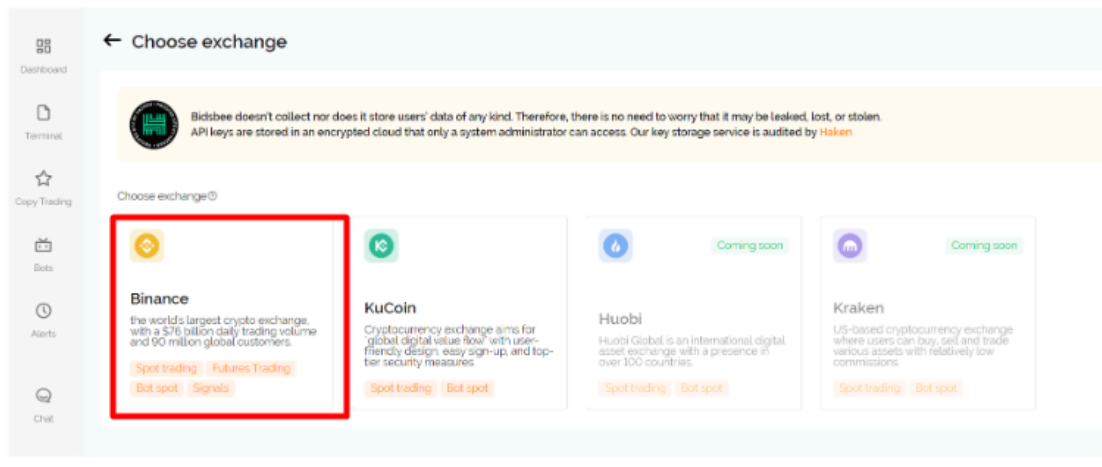 Choose exchange
Dashboard
Terminal
Copy Trading
Bots
Alerts
Chat
Bidsbee doesn't collect nor does it store users' data of any kind. Therefore, there is no need to worry that it may be leaked, lost, or stolen.
API keys are stored in an encrypted cloud that only a system administrator can access. Our key storage service is audited by Haken
Choose exchange
Binance
the world's largest crypto exchange,
with a $76 billion daily trading volume
and 90 million global customers.
Spot trading Futures Trading
Bot spot Signals
KuCoin
Cryptocurrency exchange aims for
"global digital value flow" with user-
friendly design, easy sign-up, and top-
tier security measures
Spot trading Bot spot
Coming soon
Huobi
Huobi Global is an international digital
asset exchange with a presence in
over 100 countries.
Spot trading Bot spot
Coming soon
Kraken
US-based cryptocurrency exchange
where users can buy, sell and trade
various assets with relatively low
commissions.
Spot trading Bot spot